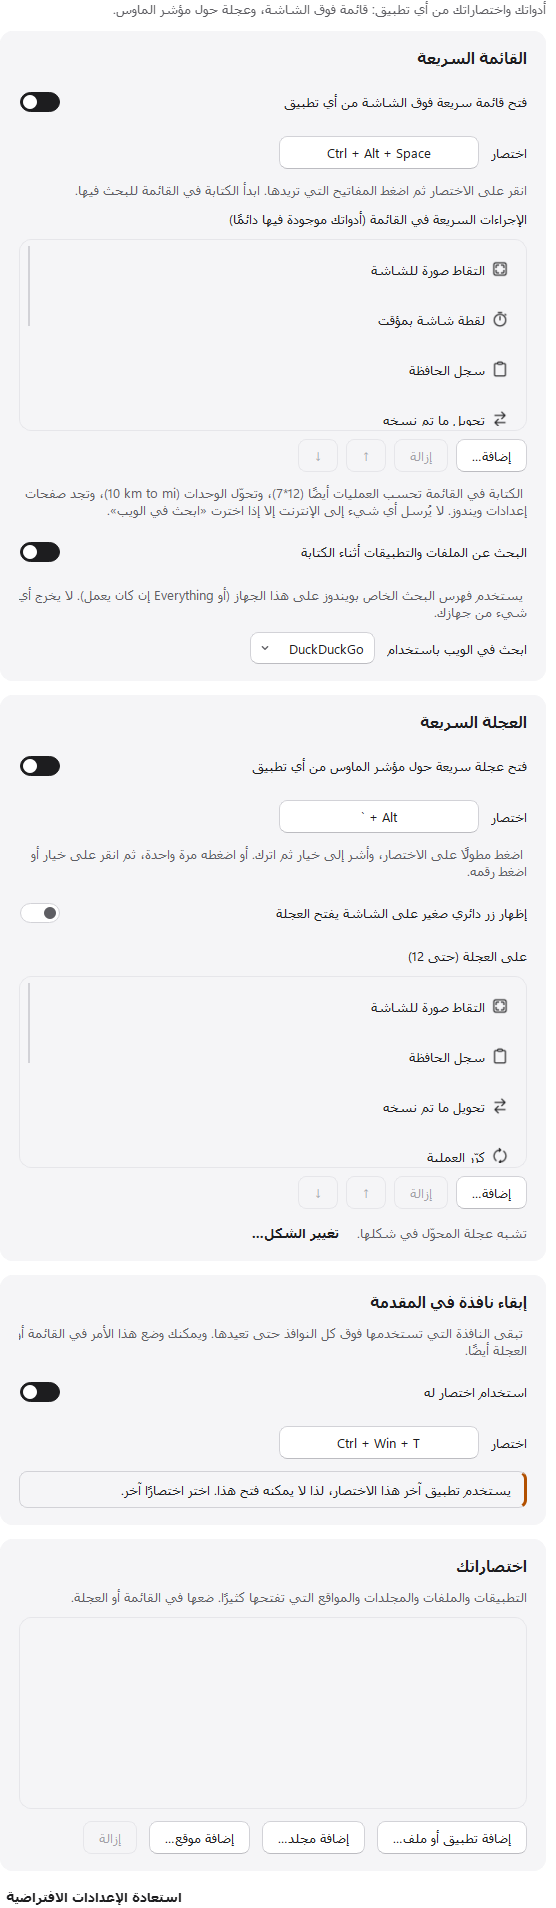 أدواتك واختصاراتك من أي تطبيق: قائمة فوق الشاشة، وعجلة حول مؤشر الماوس.
القائمة السريعة
فتح قائمة سريعة فوق الشاشة من أي تطبيق
اختصار
Ctrl + Alt + Space
انقر على الاختصار ثم اضغط المفاتيح التي تريدها. ابدأ الكتابة في القائمة للبحث فيها.
الإجراءات السريعة في القائمة (أدواتك موجودة فيها دائمًا)
التقاط صورة للشاشة
لقطة شاشة بمؤقت
سجل الحافظة
تحويل ما تم نسخه
إضافة...
إزالة
↑
↓
الكتابة في القائمة تحسب العمليات أيضًا (12*7)، وتحوّل الوحدات (10 km to mi)، وتجد صفحات
إعدادات ويندوز. لا يُرسل أي شيء إلى الإنترنت إلا إذا اخترت «ابحث في الويب».
البحث عن الملفات والتطبيقات أثناء الكتابة
يستخدم فهرس البحث الخاص بويندوز على هذا الجهاز (أو Everything إن كان يعمل). لا يخرج أي
شيء من جهازك.
ابحث في الويب باستخدام
DuckDuckGo
العجلة السريعة
فتح عجلة سريعة حول مؤشر الماوس من أي تطبيق
اختصار
` + Alt
اضغط مطولًا على الاختصار، وأشر إلى خيار ثم اترك. أو اضغطه مرة واحدة، ثم انقر على خيار أو
اضغط رقمه.
إظهار زر دائري صغير على الشاشة يفتح العجلة
على العجلة (حتى 12)
التقاط صورة للشاشة
سجل الحافظة
تحويل ما تم نسخه
كرّر العملية
إضافة...
إزالة
↑
↓
تشبه عجلة المحوّل في شكلها.
تغيير الشكل...
إبقاء نافذة في المقدمة
تبقى النافذة التي تستخدمها فوق كل النوافذ حتى تعيدها. ويمكنك وضع هذا الأمر في القائمة أو
العجلة أيضًا.
استخدام اختصار له
اختصار
Ctrl + Win + T
يستخدم تطبيق آخر هذا الاختصار، لذا لا يمكنه فتح هذا. اختر اختصارًا آخر.
اختصاراتك
التطبيقات والملفات والمجلدات والمواقع التي تفتحها كثيرًا. ضعها في القائمة أو العجلة.
إضافة تطبيق أو ملف...
إضافة مجلد...
إضافة موقع...
إزالة
استعادة الإعدادات الافتراضية